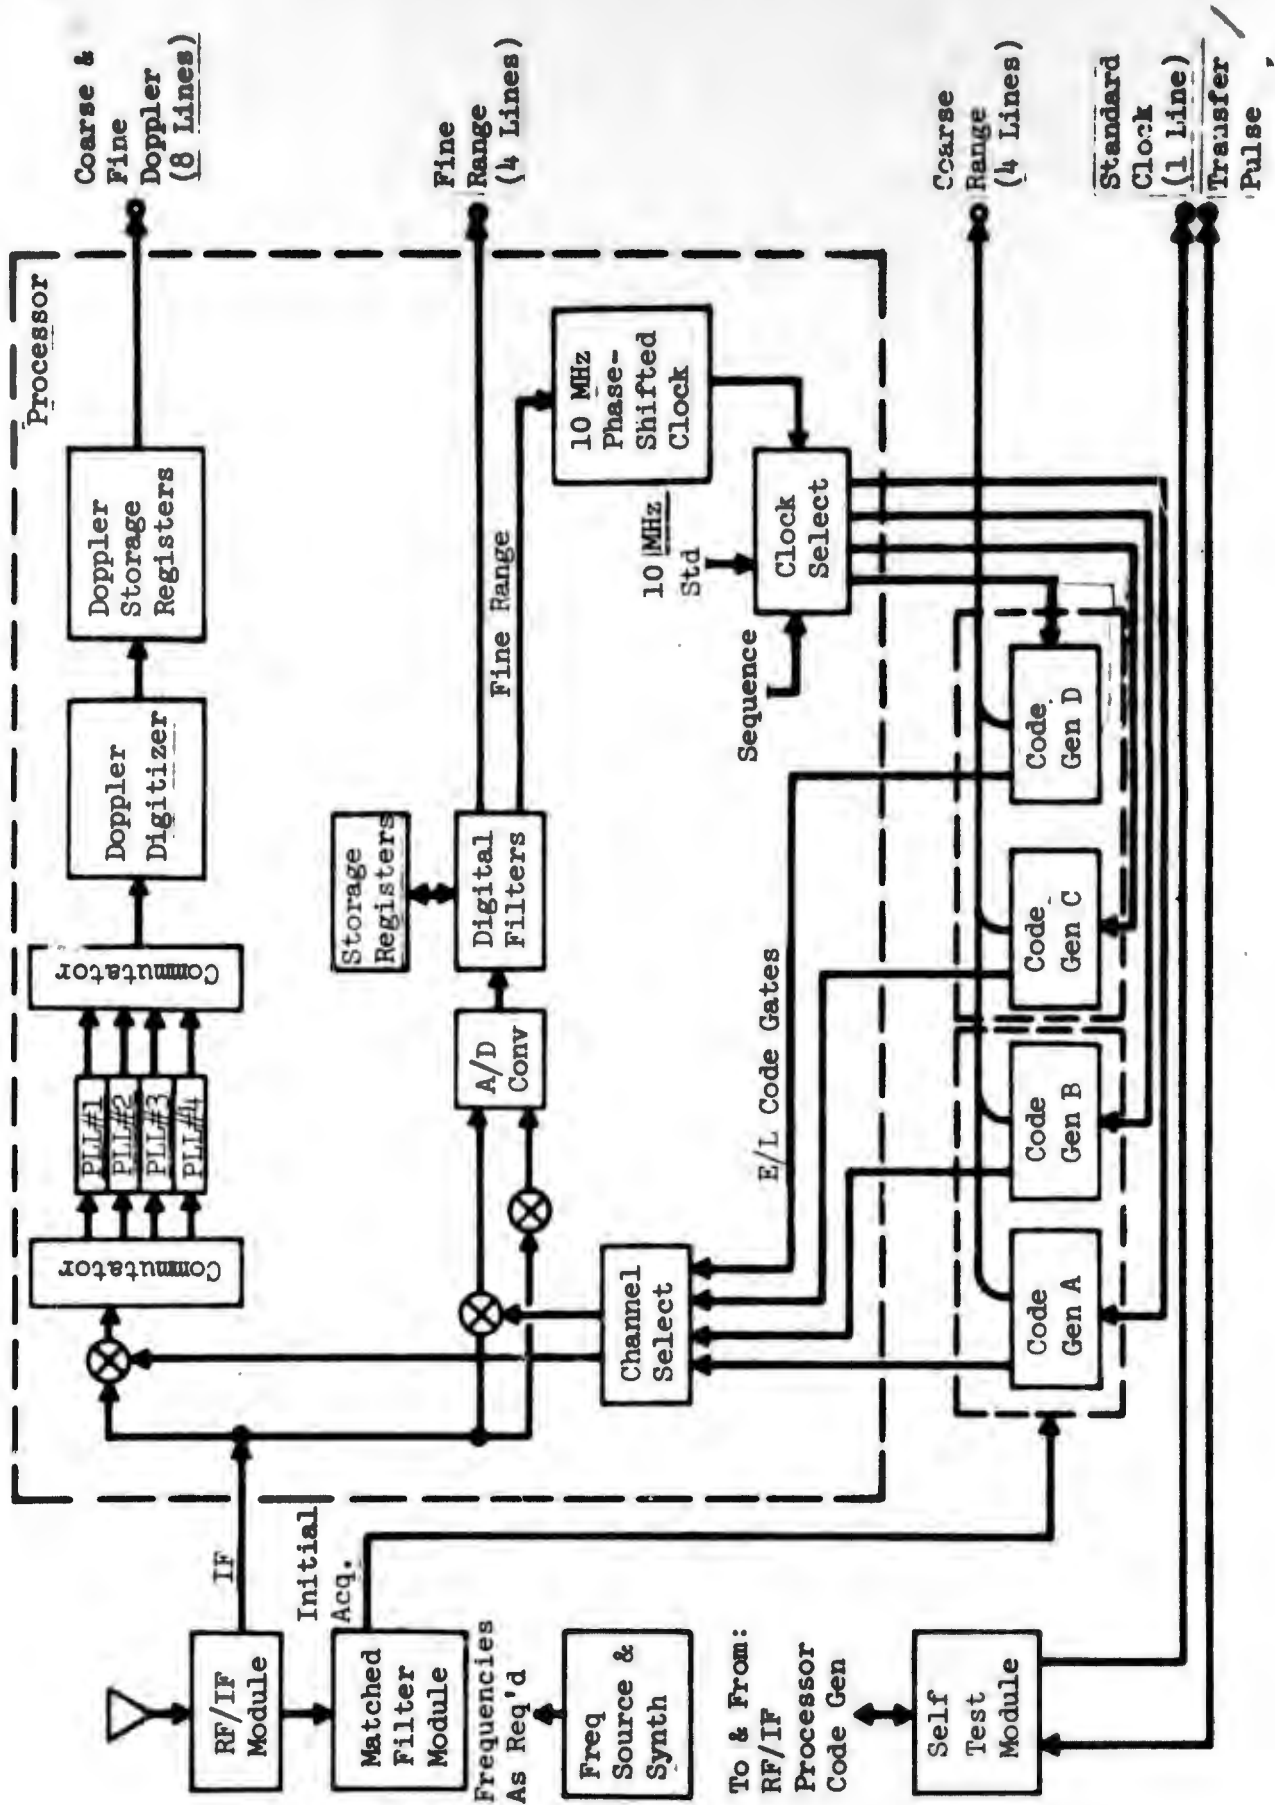 Processor
Coarse &
Fine
Doppler
(8 Lines)
Commutator
PLL#1
PLL#2
PLL#3
PLL#4
Commutator
Doppler
Digitizer
Doppler
Storage
Registers
RF/IF
Module
IF
Initial
Acq.
Matched
Filter
Module
Storage
Registers
A/D
Conv
Digital
Filters
Fine Range
Fine
Range
(4 Lines)
10 MHz
Phase-
Shifted
Clock
Frequencies
As Req'd
Freq
Source &
Synth
Channel
Select
E/L Code Gates
10 MHz
Std
Sequence
Clock
Select
To & From:
RF/IF
Processor
Code Gen
Self
Test
Module
Code
Gen A
Code
Gen B
Code
Gen C
Code
Gen D
Coarse
Range
(4 Lines)
Standard
Clock
(1 Line)
Transfer
Pulse